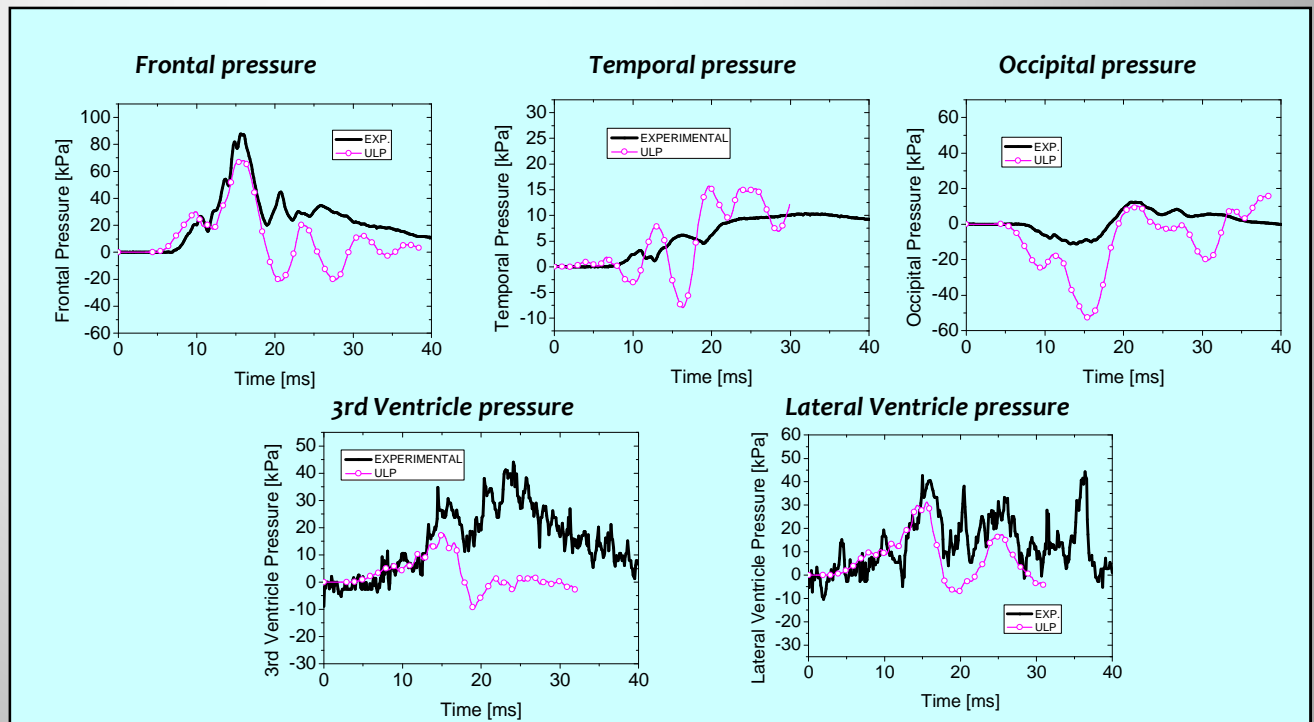 Frontal pressure
Temporal pressure
Occipital pressure
Frontal Pressure [kPa]
100
80
60
40
20
0
-20
-40
-60
EXP.
ULP
0 10 20 30 40
Time [ms]
Temporal Pressure [kPa]
30
25
20
15
10
5
0
-5
-10
EXPERIMENTAL
ULP
0 10 20 30 40
Time [ms]
Occipital Pressure [kPa]
60
40
20
0
-20
-40
-60
EXP.
ULP
0 10 20 30 40
Time [ms]
3rd Ventricle pressure
Lateral Ventricle pressure
3rd Ventricle Pressure [kPa]
50
40
30
20
10
0
-10
-20
-30
EXPERIMENTAL
ULP
0 10 20 30 40
Time [ms]
Lateral Ventricle Pressure [kPa]
60
50
40
30
20
10
0
-10
-20
-30
EXP.
ULP
0 10 20 30 40
Time [ms]